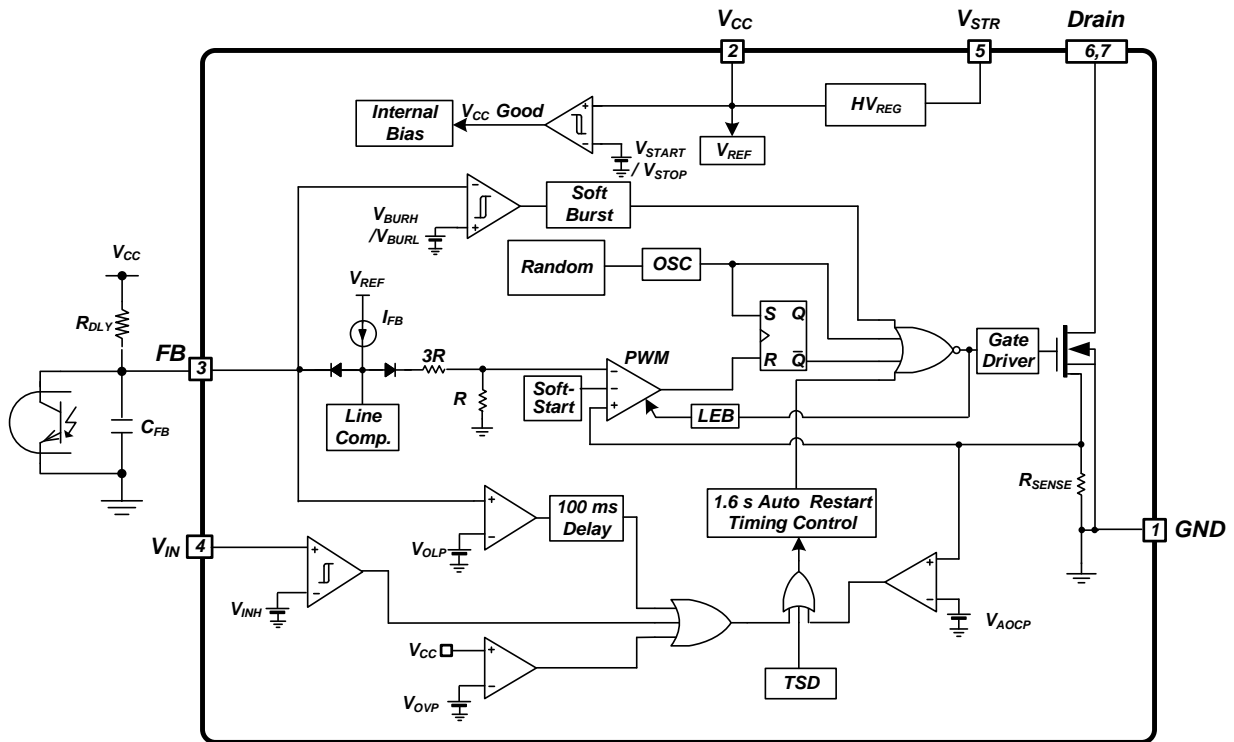 VCC
VSTR
Drain
2
5
6,7
Internal
Bias
VCC Good
+
−
VSTART
/ VSTOP
VREF
HVREG
−
+
VBURH
/VBURL
Soft
Burst
Random
OSC
VCC
RDLY
FB
3
CFB
VREF
IFB
3R
R
Line
Comp.
Soft-
Start
PWM
−
−
+
LEB
S Q
R Q̅
Gate
Driver
RSENSE
1
GND
VIN
4
+
−
VINH
+
−
VOLP
100 ms
Delay
1.6 s Auto Restart
Timing Control
VCC
+
−
VOVP
TSD
+
−
VAOCP